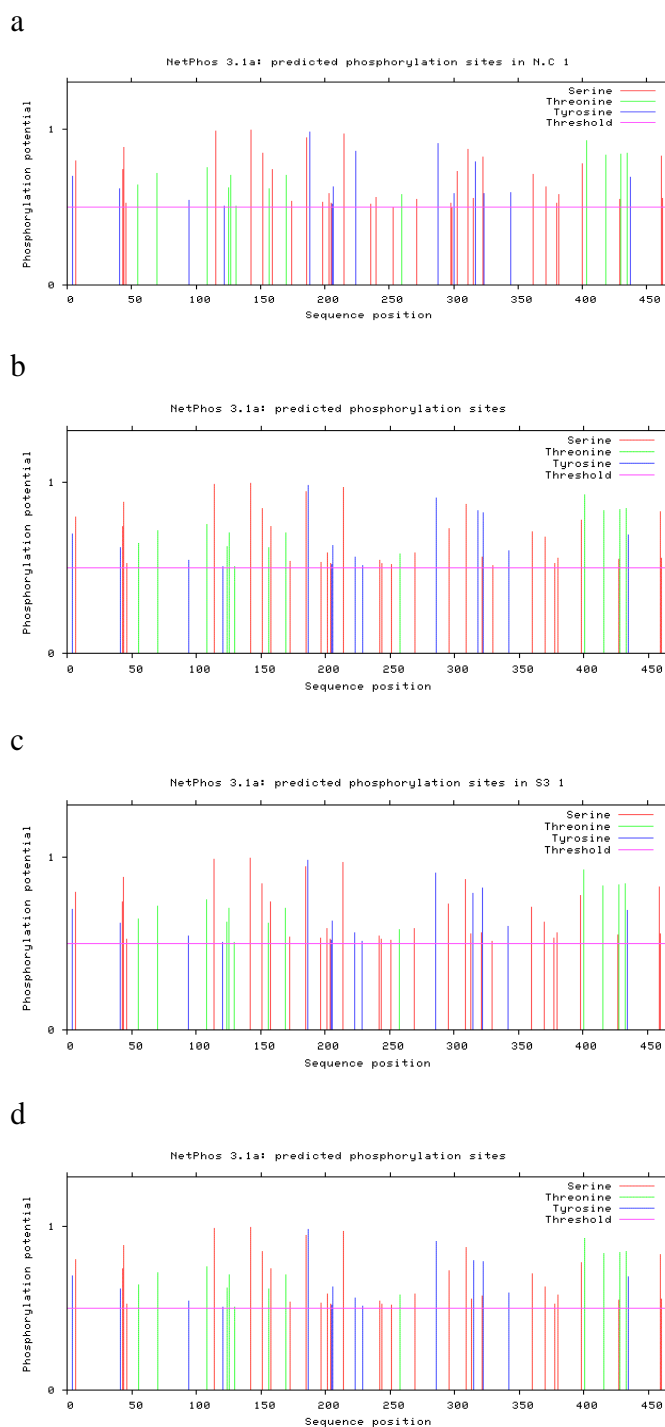 a
NetPhos 3.1a: predicted phosphorylation sites in N.C 1
Serine
Threonine
Tyrosine
Threshold
Phosphorylation potential
1
0
0 50 100 150 200 250 300 350 400 450
Sequence position
b
NetPhos 3.1a: predicted phosphorylation sites
Serine
Threonine
Tyrosine
Threshold
Phosphorylation potential
1
0
0 50 100 150 200 250 300 350 400 450
Sequence position
c
NetPhos 3.1a: predicted phosphorylation sites in S3 1
Serine
Threonine
Tyrosine
Threshold
Phosphorylation potential
1
0
0 50 100 150 200 250 300 350 400 450
Sequence position
d
NetPhos 3.1a: predicted phosphorylation sites
Serine
Threonine
Tyrosine
Threshold
Phosphorylation potential
1
0
0 50 100 150 200 250 300 350 400 450
Sequence position